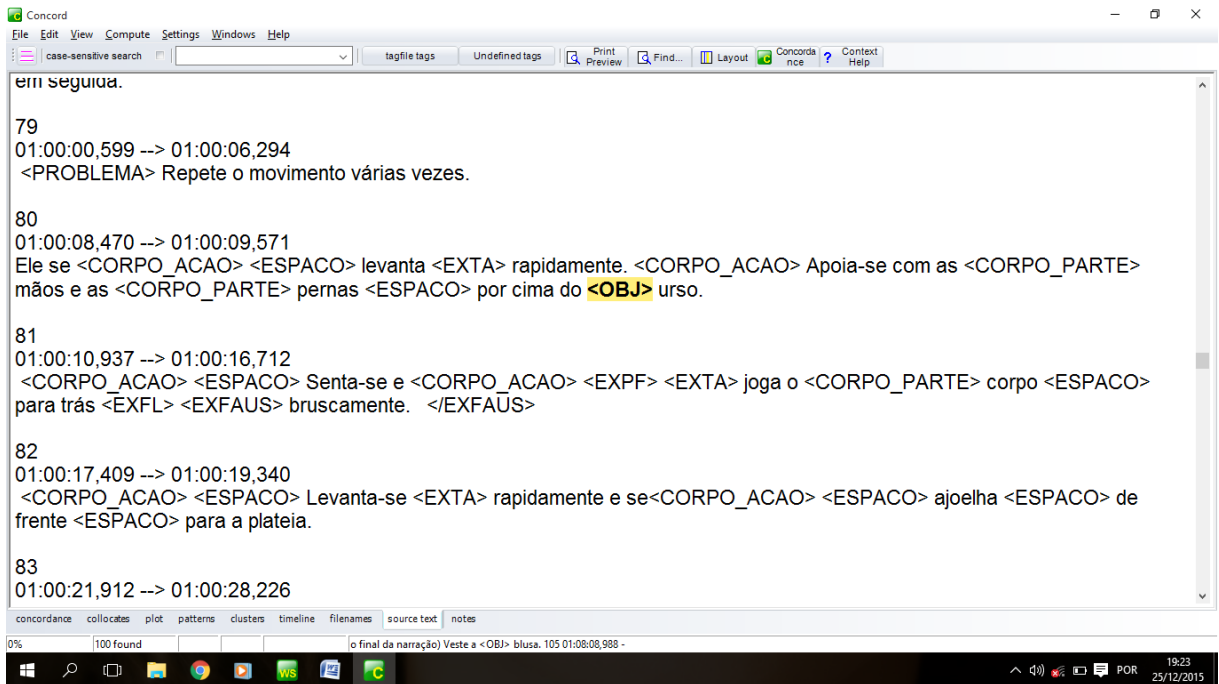 Concord
File Edit View Compute Settings Windows Help
case-sensitive search tagfile tags Undefined tags Print Preview Find... Layout Concordance ? Context Help
em seguida.
79
01:00:00,599 --> 01:00:06,294
<PROBLEMA> Repete o movimento várias vezes.
80
01:00:08,470 --> 01:00:09,571
Ele se <CORPO_ACAO> <ESPACO> levanta <EXTA> rapidamente. <CORPO_ACAO> Apoia-se com as <CORPO_PARTE>
mãos e as <CORPO_PARTE> pernas <ESPACO> por cima do <OBJ> urso.
81
01:00:10,937 --> 01:00:16,712
<CORPO_ACAO> <ESPACO> Senta-se e <CORPO_ACAO> <EXPF> <EXTA> joga o <CORPO_PARTE> corpo <ESPACO>
para trás <EXFL> <EXFAUS> bruscamente. </EXFAUS>
82
01:00:17,409 --> 01:00:19,340
<CORPO_ACAO> <ESPACO> Levanta-se <EXTA> rapidamente e se<CORPO_ACAO> <ESPACO> ajoelha <ESPACO> de
frente <ESPACO> para a plateia.
83
01:00:21,912 --> 01:00:28,226
concordance collocates plot patterns clusters timeline filenames source text notes
0% 100 found o final da narração) Veste a <OBJ> blusa. 105 01:08:08,988 -
WS W C POR 19:23
25/12/2015